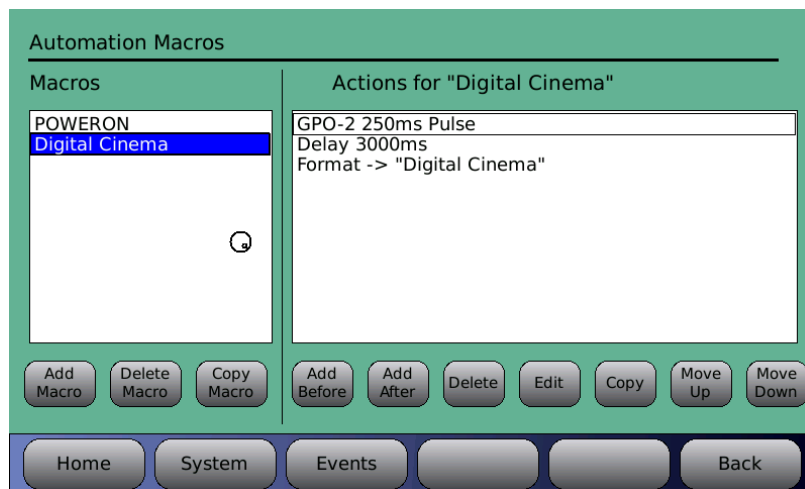 Automation Macros
Macros
Actions for "Digital Cinema"
POWERON
Digital Cinema
GPO-2 250ms Pulse
Delay 3000ms
Format -> "Digital Cinema"
Add Macro
Delete Macro
Copy Macro
Add Before
Add After
Delete
Edit
Copy
Move Up
Move Down
Home
System
Events
Back